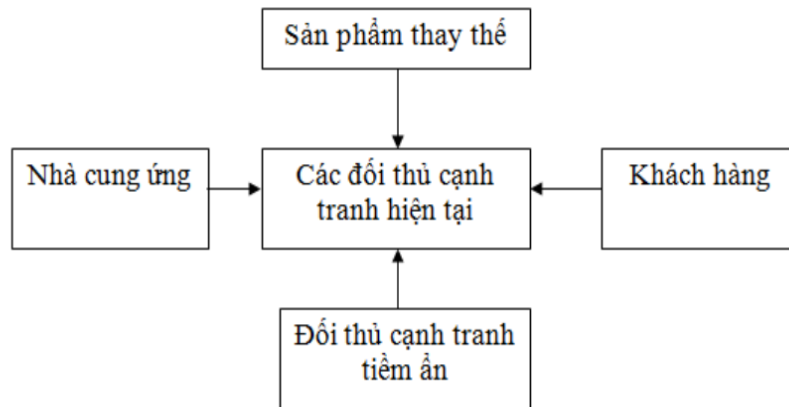 Sản phẩm thay thế
Nhà cung ứng
Các đối thủ cạnh
tranh hiện tại
Khách hàng
Đối thủ cạnh tranh
tiềm ẩn